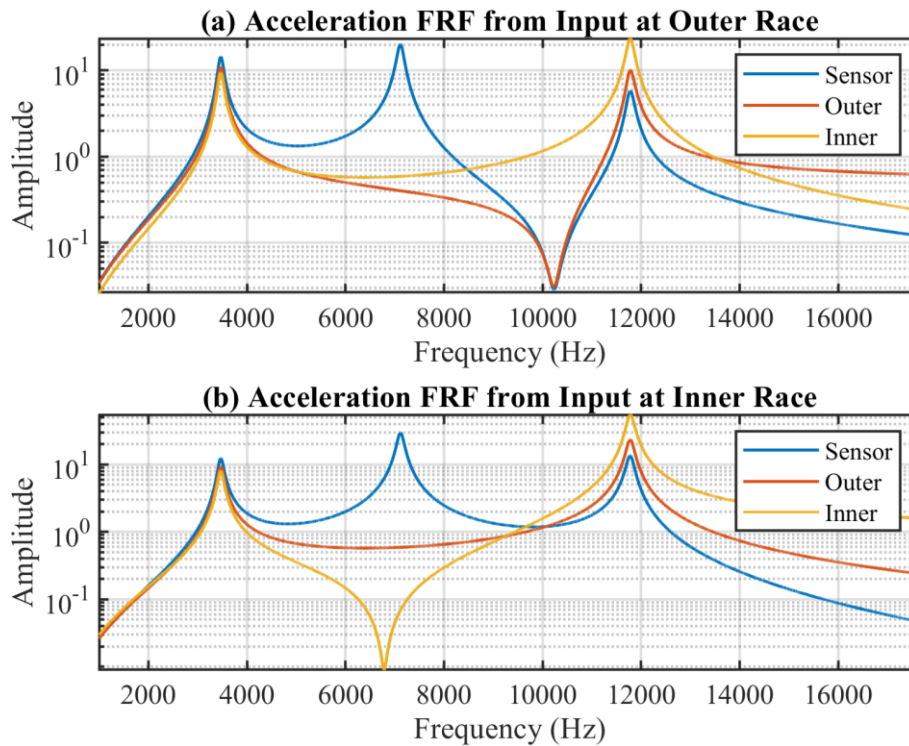 (a) Acceleration FRF from Input at Outer Race
Amplitude
10^1
10^0
10^-1
Sensor
Outer
Inner
2000 4000 6000 8000 10000 12000 14000 16000
Frequency (Hz)
(b) Acceleration FRF from Input at Inner Race
Amplitude
10^1
10^0
10^-1
Sensor
Outer
Inner
2000 4000 6000 8000 10000 12000 14000 16000
Frequency (Hz)